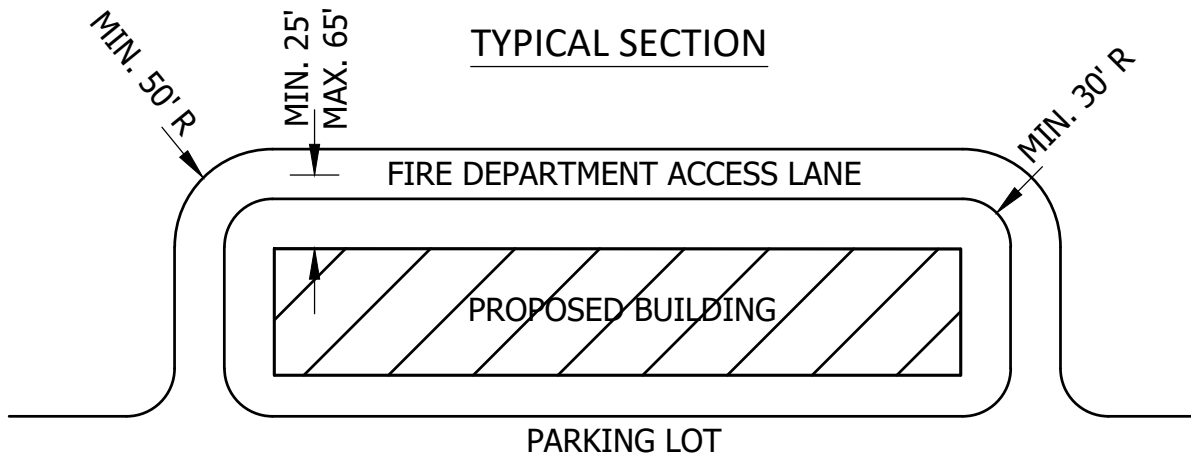 TYPICAL SECTION
MIN. 50' R
MIN. 25'
MAX. 65'
MIN. 30' R
FIRE DEPARTMENT ACCESS LANE
PROPOSED BUILDING
PARKING LOT